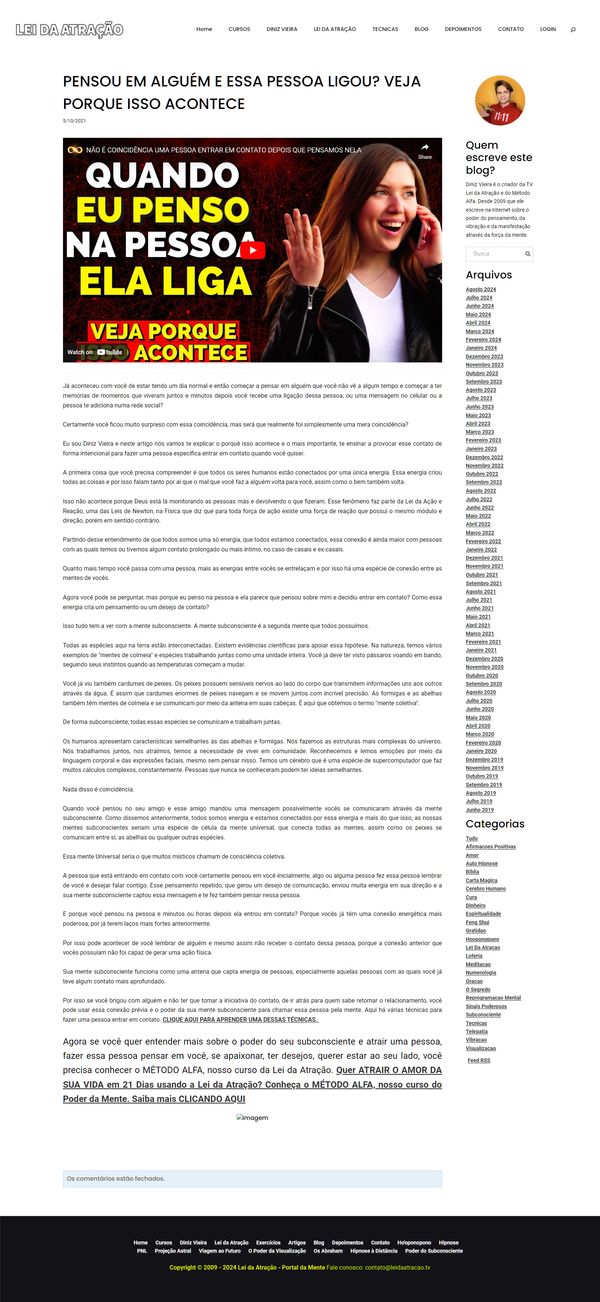 LEI DA ATRAÇÃO
Home CURSOS DINIZ VIEIRA LEI DA ATRAÇÃO TECNICAS BLOG DEPOIMENTOS CONTATO LOGIN
PENSOU EM ALGUÉM E ESSA PESSOA LIGOU? VEJA
PORQUE ISSO ACONTECE
5/10/2021
NÃO É COINCIDÊNCIA UMA PESSOA ENTRAR EM CONTATO DEPOIS QUE PENSAMOS NELA
Share
QUANDO
EU PENSO
NA PESSOA
ELA LIGA
VEJA PORQUE
ISSO ACONTECE
Watch on YouTube
Já aconteceu com você de estar tendo um dia normal e então começar a pensar em alguém que você não vê a algum tempo e começar a ter
memórias de momentos que viveram juntos e minutos depois você recebe uma ligação dessa pessoa, ou uma mensagem no celular ou a
pessoa te adiciona numa rede social?
Certamente você ficou muito surpreso com essa coincidência, mas será que realmente foi simplesmente uma mera coincidência?
Eu sou Diniz Vieira e neste artigo nós vamos te explicar o porquê isso acontece e o mais importante, te ensinar a provocar esse contato de
forma intencional para fazer uma pessoa específica entrar em contato quando você quiser.
A primeira coisa que você precisa compreender é que todos os seres humanos estão conectados por uma única energia. Essa energia criou
todas as coisas e por isso falam tanto por aí que o mal que você faz a alguém volta para você, assim como o bem também volta.
Isso não acontece porque Deus está lá monitorando as pessoas más e devolvendo o que fizeram. Esse fenômeno faz parte da Lei da Ação e
Reação, uma das Leis de Newton, na Física que diz que para toda força de ação existe uma força de reação que possui o mesmo módulo e
direção, porém em sentido contrário.
Partindo desse entendimento de que todos somos uma só energia, que todos estamos conectados, essa conexão é ainda maior com pessoas
com as quais temos ou tivemos algum contato prolongado ou mais íntimo, no caso de casais e ex-casais.
Quanto mais tempo você passa com uma pessoa, mais as energias entre vocês se entrelaçam e por isso há uma espécie de conexão entre as
mentes de vocês.
Agora você pode se perguntar, mas porque eu penso na pessoa e ela parece que pensou sobre mim e decidiu entrar em contato? Como essa
energia cria um pensamento ou um desejo de contato?
Isso tudo tem a ver com a mente subconsciente. A mente subconsciente é a segunda mente que todos possuímos.
Todas as espécies aqui na terra estão interconectadas. Existem evidências científicas para apoiar essa hipótese. Na natureza, temos vários
exemplos de "mentes de colmeia" e espécies trabalhando juntas como uma unidade inteira. Você já deve ter visto pássaros voando em bando,
seguindo seus instintos quando as temperaturas começam a mudar.
Você já viu também cardumes de peixes. Os peixes possuem sensíveis nervos ao lado do corpo que transmitem informações uns aos outros
através da água. É assim que cardumes enormes de peixes navegam e se movem juntos com incrível precisão. As formigas e as abelhas
também têm mentes de colmeia e se comunicam por meio da antena em suas cabeças. É aqui que obtemos o termo "mente coletiva".
De forma subconsciente, todas essas espécies se comunicam e trabalham juntas.
Os humanos apresentam características semelhantes às das abelhas e formigas. Nós fazemos as estruturas mais complexas do universo.
Nós trabalhamos juntos, nos atraímos, temos a necessidade de viver em comunidade. Reconhecemos e lemos emoções por meio da
linguagem corporal e das expressões faciais, mesmo sem pensar nisso. Temos um cérebro que é uma espécie de supercomputador que faz
muitos cálculos complexos, constantemente. Pessoas que nunca se conheceram podem ter ideias semelhantes.
Nada disso é coincidência.
Quando você pensou no seu amigo e esse amigo mandou uma mensagem possivelmente vocês se comunicaram através da mente
subconsciente. Como dissemos anteriormente, todos somos energia e estamos conectados por essa energia e mais do que isso, as nossas
mentes subconscientes seriam uma espécie de célula da mente universal, que conecta todas as mentes, assim como os peixes se
comunicam entre si, as abelhas ou qualquer outras espécies.
Essa mente Universal seria o que muitos místicos chamam de consciência coletiva.
A pessoa que está entrando em contato com você certamente pensou em você inicialmente, algo ou alguma pessoa fez essa pessoa lembrar
de você e desejar falar contigo. Esse pensamento repetido, que gerou um desejo de comunicação, enviou muita energia em sua direção e a
sua mente subconsciente captou essa mensagem e te fez também pensar nessa pessoa.
E porque você pensou na pessoa e minutos ou horas depois ela entrou em contato? Porque vocês já têm uma conexão energética mais
poderosa, por já terem laços mais fortes anteriormente.
Por isso pode acontecer de você lembrar de alguém e mesmo assim não receber o contato dessa pessoa, porque a conexão anterior que
vocês possuíam não foi capaz de gerar uma ação física.
Sua mente subconsciente funciona como uma antena que capta energia de pessoas, especialmente aquelas pessoas com as quais você já
teve algum contato mais aprofundado.
Por isso se você brigou com alguém e não ter que tomar a iniciativa do contato, de ir atrás para quem sabe retomar o relacionamento, você
pode usar essa conexão prévia e o poder da sua mente subconsciente para chamar essa pessoa pela mente. Aqui há várias técnicas para
fazer uma pessoa entrar em contato. CLIQUE AQUI PARA APRENDER UMA DESSAS TÉCNICAS.
Agora se você quer entender mais sobre o poder do seu subconsciente e atrair uma pessoa,
fazer essa pessoa pensar em você, se apaixonar, ter desejos, querer estar ao seu lado, você
precisa conhecer o MÉTODO ALFA, nosso curso da Lei da Atração. Quer ATRAIR O AMOR DA
SUA VIDA em 21 Dias usando a Lei da Atração? Conheça o MÉTODO ALFA, nosso curso do
Poder da Mente. Saiba mais CLICANDO AQUI
Imagem
Os comentários estão fechados.
11:11
Quem
escreve este
blog?
Diniz Vieira é o criador da TV
Lei da Atração e do Método
Alfa. Desde 2009 que ele
escreve na Internet sobre o
poder do pensamento, da
vibração e da manifestação
através da força da mente.
Busca
Arquivos
Agosto 2024
Julho 2024
Junho 2024
Maio 2024
Abril 2024
Março 2024
Fevereiro 2024
Janeiro 2024
Dezembro 2023
Novembro 2023
Outubro 2023
Setembro 2023
Agosto 2023
Julho 2023
Junho 2023
Maio 2023
Abril 2023
Março 2023
Fevereiro 2023
Janeiro 2023
Dezembro 2022
Novembro 2022
Outubro 2022
Setembro 2022
Agosto 2022
Julho 2022
Junho 2022
Maio 2022
Abril 2022
Março 2022
Fevereiro 2022
Janeiro 2022
Dezembro 2021
Novembro 2021
Outubro 2021
Setembro 2021
Agosto 2021
Julho 2021
Junho 2021
Maio 2021
Abril 2021
Março 2021
Fevereiro 2021
Janeiro 2021
Dezembro 2020
Novembro 2020
Outubro 2020
Setembro 2020
Agosto 2020
Julho 2020
Junho 2020
Maio 2020
Abril 2020
Março 2020
Fevereiro 2020
Janeiro 2020
Dezembro 2019
Novembro 2019
Outubro 2019
Setembro 2019
Agosto 2019
Julho 2019
Junho 2019
Categorias
Tudo
Afirmacoes Positivas
Amor
Auto Hipnose
Bíblia
Carta Magica
Cerebro Humano
Cura
Dinheiro
Espiritualidade
Feng Shui
Gratidao
Hooponopono
Lei Da Atracao
Loteria
Meditacao
Numerologia
Oracao
O Segredo
Reprogramacao Mental
Sinais Poderosos
Subconsciente
Tecnicas
Telepatia
Vibracao
Visualizacao
Feed RSS
Home Cursos Diniz Vieira Lei da Atração Exercícios Artigos Blog Depoimentos Contato Ho'oponopono Hipnose
PNL Projeção Astral Viagem ao Futuro O Poder da Visualização Os Abraham Hipnose à Distância Poder do Subconsciente
Copyright © 2009 - 2024 Lei da Atração - Portal da Mente Fale conosco: contato@leidaatracao.tv